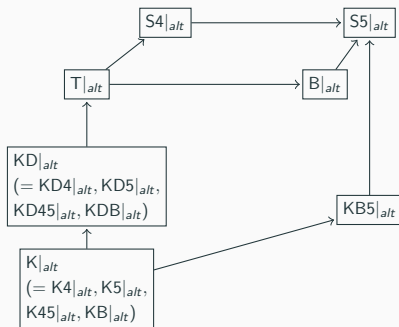 S4|alt
S5|alt
T|alt
B|alt
KD|alt
(= KD4|alt, KD5|alt,
KD45|alt, KDB|alt)
KB5|alt
K|alt
(= K4|alt, K5|alt,
K45|alt, KB|alt)